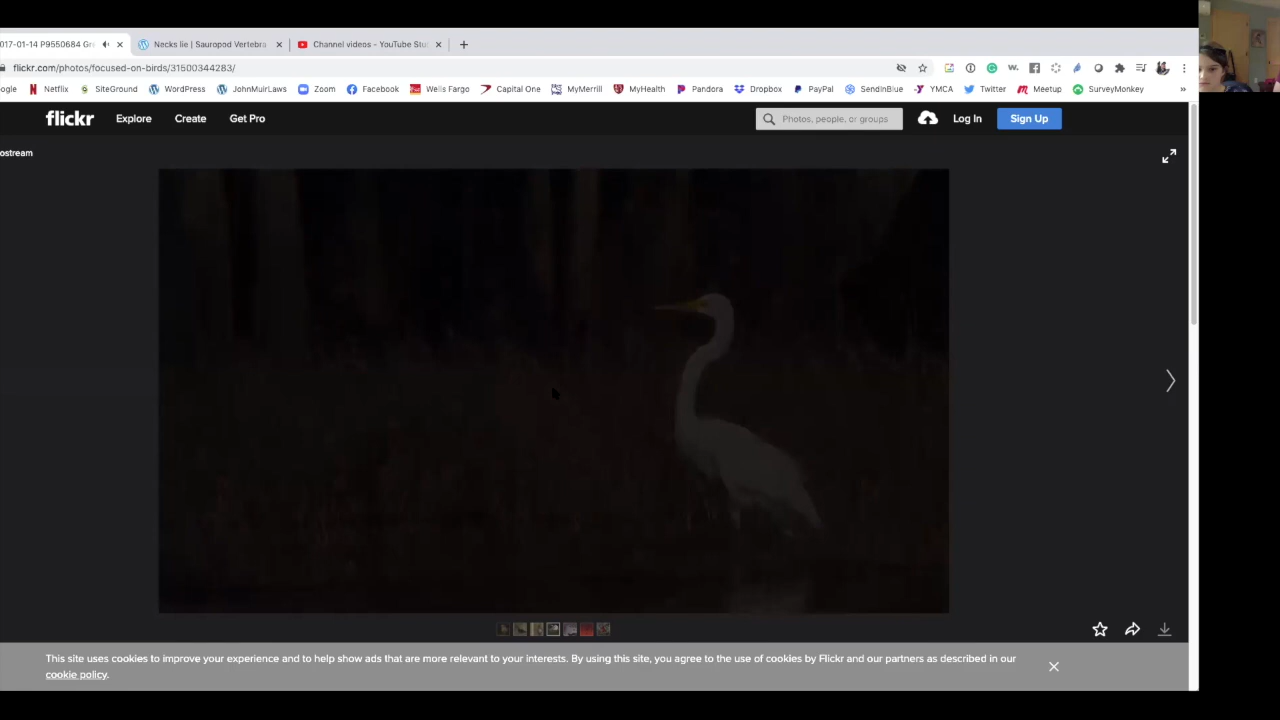 017-01-14 P9550684 Gr
Necks lie | Sauropod Vertebra
Channel videos - YouTube Stu
flickr.com/photos/focused-on-birds/31500344283/
ogle Netflix SiteGround WordPress JohnMuirLaws Zoom Facebook Wells Fargo Capital One MyMerrill MyHealth Pandora Dropbox PayPal SendInBlue YMCA Twitter Meetup SurveyMonkey »
flickr Explore Create Get Pro Photos, people, or groups Log In Sign Up
ostream
This site uses cookies to improve your experience and to help show ads that are more relevant to your interests. By using this site, you agree to the use of cookies by Flickr and our partners as described in our
cookie policy.